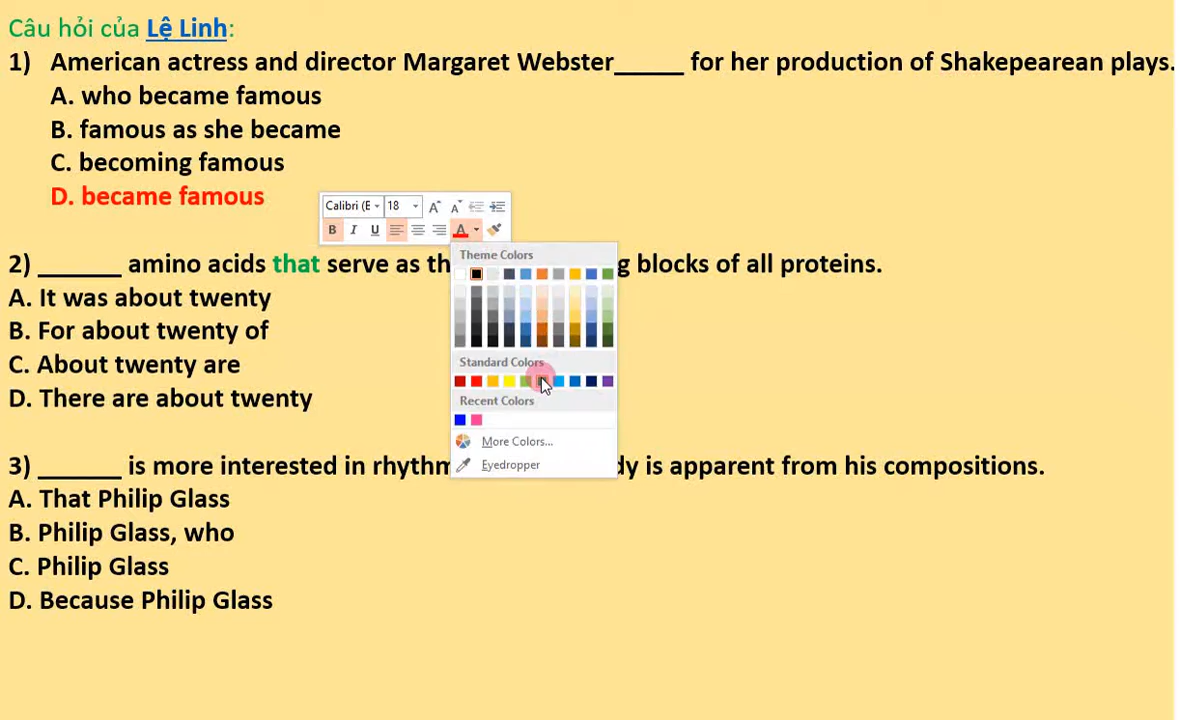 Câu hỏi của Lệ Linh:
1) American actress and director Margaret Webster_____ for her production of Shakepearean plays.
A. who became famous
B. famous as she became
C. becoming famous
D. became famous
Calibri (E 18 A A
B I U A
2) ______ amino acids that serve as th g blocks of all proteins.
A. It was about twenty
B. For about twenty of
C. About twenty are
D. There are about twenty
Theme Colors
Standard Colors
Recent Colors
More Colors...
Eyedropper
3) ______ is more interested in rhythm dy is apparent from his compositions.
A. That Philip Glass
B. Philip Glass, who
C. Philip Glass
D. Because Philip Glass